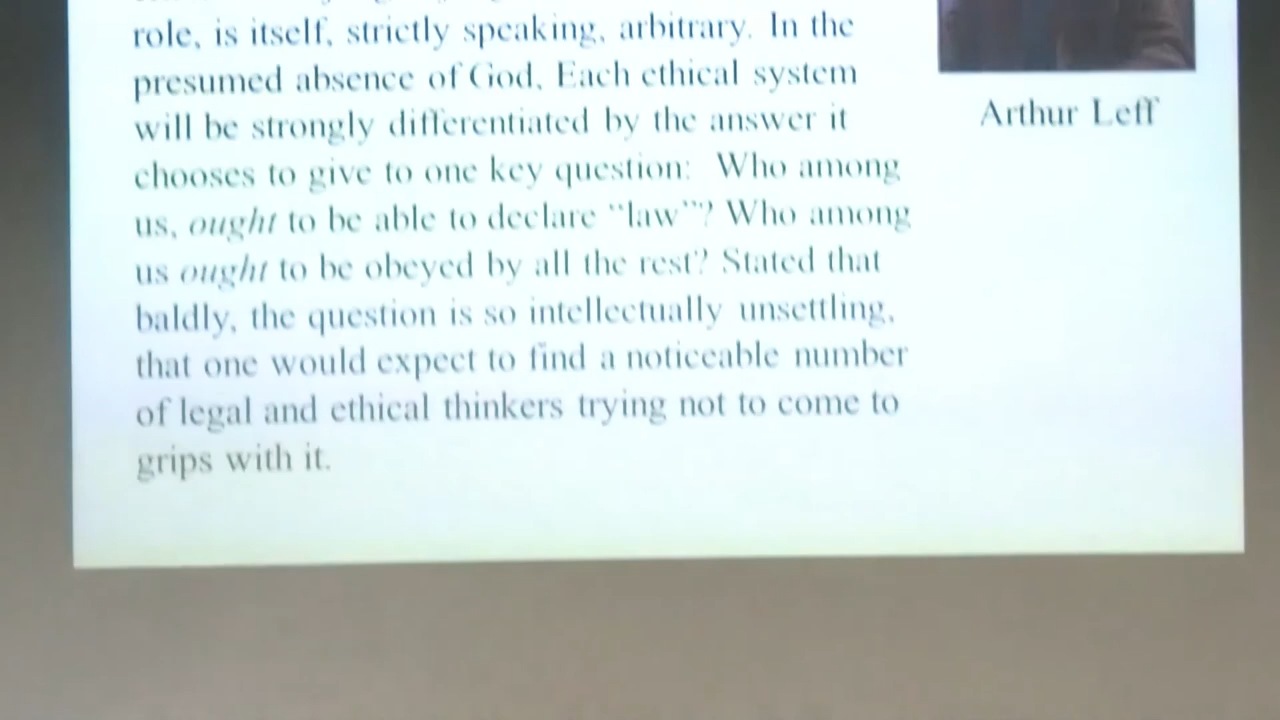 role, is itself, strictly speaking, arbitrary. In the
presumed absence of God, Each ethical system
will be strongly differentiated by the answer it
chooses to give to one key question: Who among
us, ought to be able to declare “law”? Who among
us ought to be obeyed by all the rest? Stated that
baldly, the question is so intellectually unsettling,
that one would expect to find a noticeable number
of legal and ethical thinkers trying not to come to
grips with it.
Arthur Leff